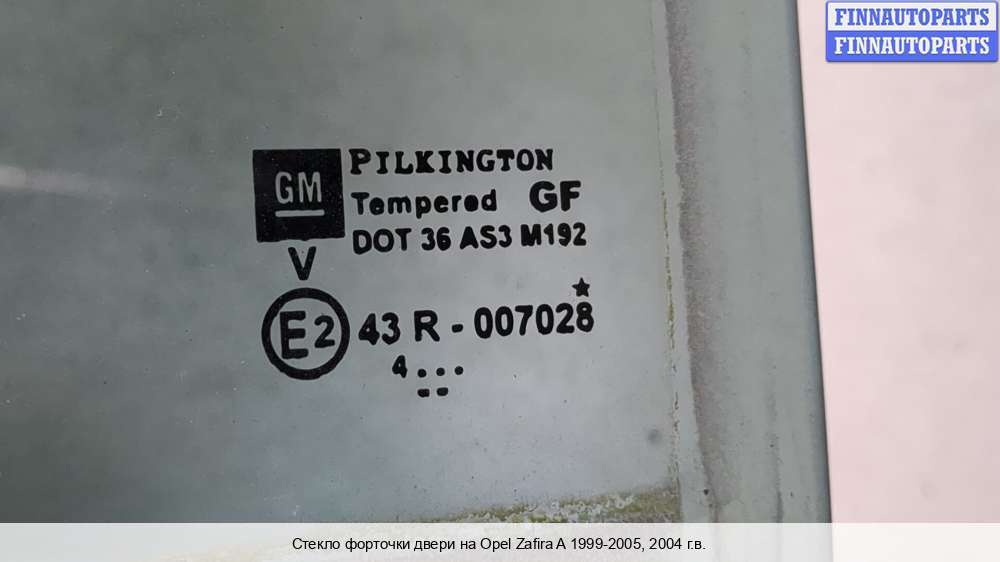 FINNAUTOPARTS
FINNAUTOPARTS
GM
PILKINGTON
Tempered GF
DOT 36 AS3 M192
V
E2 43 R - 007028
4...
Стекло форточки двери на Opel Zafira A 1999-2005, 2004 г.в.